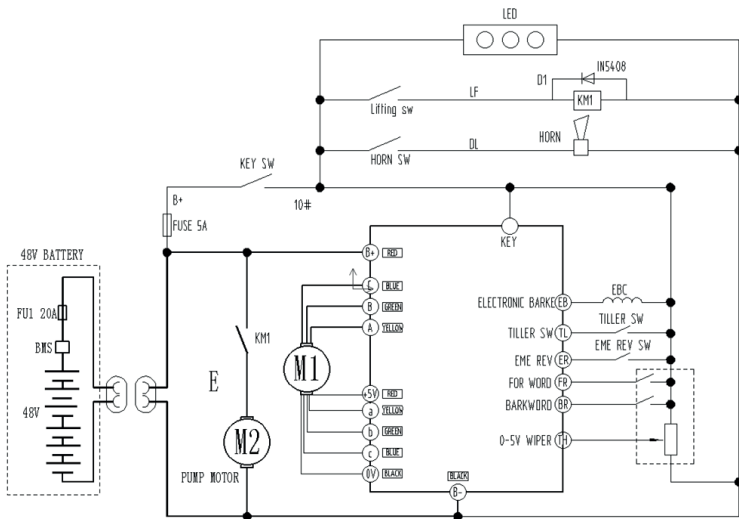 LED
D1
IN5408
Lifting sw
LF
KM1
HORN SW
DL
HORN
KEY SW
10#
B+
FUSE 5A
48V BATTERY
FU1 20A
BMS
48V
KEY
B+ RED
C BLUE
B GREEN
A YELLOW
KM1
E
M1
M2
PUMP MOTOR
+5V RED
a YELLOW
b GREEN
c BLUE
0V BLACK
ELECTRONIC BARKE EB
EBC
TILLER SW TL
TILLER SW
EME REV ER
EME REV SW
FOR WORD FR
BARKWORD BR
0-5V WIPER TH
BLACK
B-